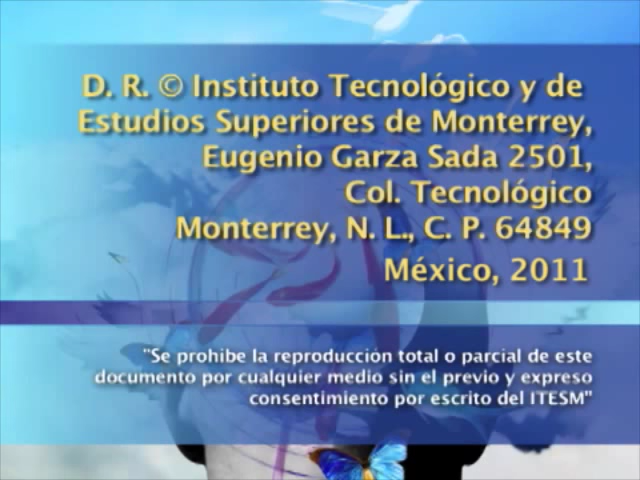 D. R. © Instituto Tecnológico y de
Estudios Superiores de Monterrey,
Eugenio Garza Sada 2501,
Col. Tecnológico
Monterrey, N. L., C. P. 64849
México, 2011
"Se prohibe la reproducción total o parcial de este
documento por cualquier medio sin el previo y expreso
consentimiento por escrito del ITESM"